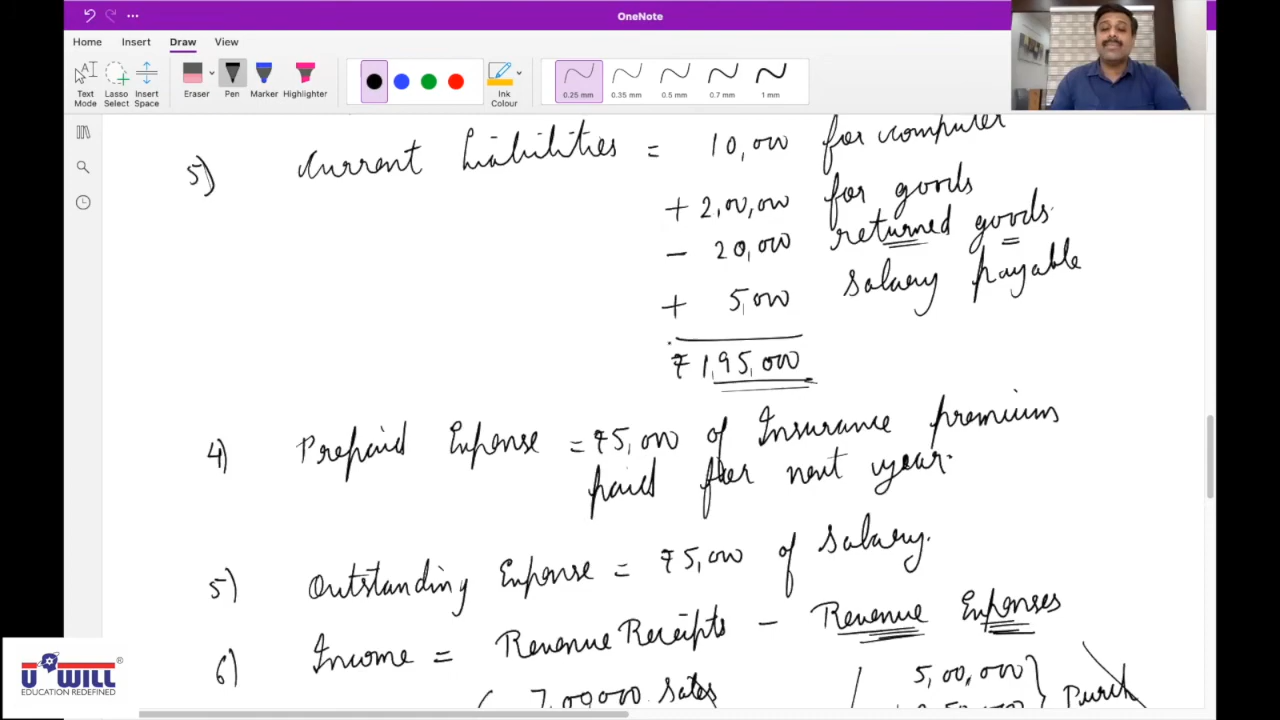 OneNote
Home Insert Draw View
Text Mode
Lasso Select
Insert Space
Eraser
Pen
Marker
Highlighter
Ink Colour
0.25 mm
0.35 mm
0.5 mm
0.7 mm
1 mm
5) Current Liabilities = 10,000 for computer
+ 2,00,000 for goods
- 20,000 returned goods.
+ 5,000 Salary payable
₹ 1,95,000
4) Prepaid Expense = ₹5,000 of Insurance premium
paid for next year.
5) Outstanding Expense = ₹5,000 of Salary.
6) Income = Revenue Receipts - Revenue Expenses
( 7,00000 Sales
5,00,000 }
UWILL ®
EDUCATION REDEFINED